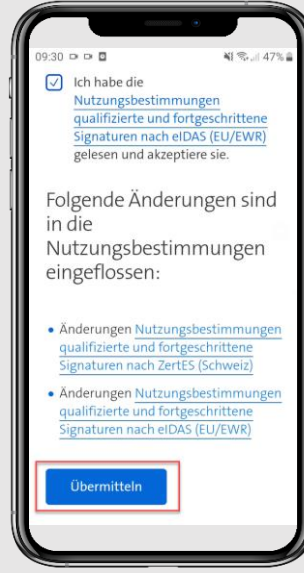 09:30 47%
Ich habe die
Nutzungsbestimmungen
qualifizierte und fortgeschrittene
Signaturen nach eIDAS (EU/EWR)
gelesen und akzeptiere sie.
Folgende Änderungen sind
in die
Nutzungsbestimmungen
eingeflossen:
• Änderungen Nutzungsbestimmungen
qualifizierte und fortgeschrittene
Signaturen nach ZertES (Schweiz)
• Änderungen Nutzungsbestimmungen
qualifizierte und fortgeschrittene
Signaturen nach eIDAS (EU/EWR)
Übermitteln